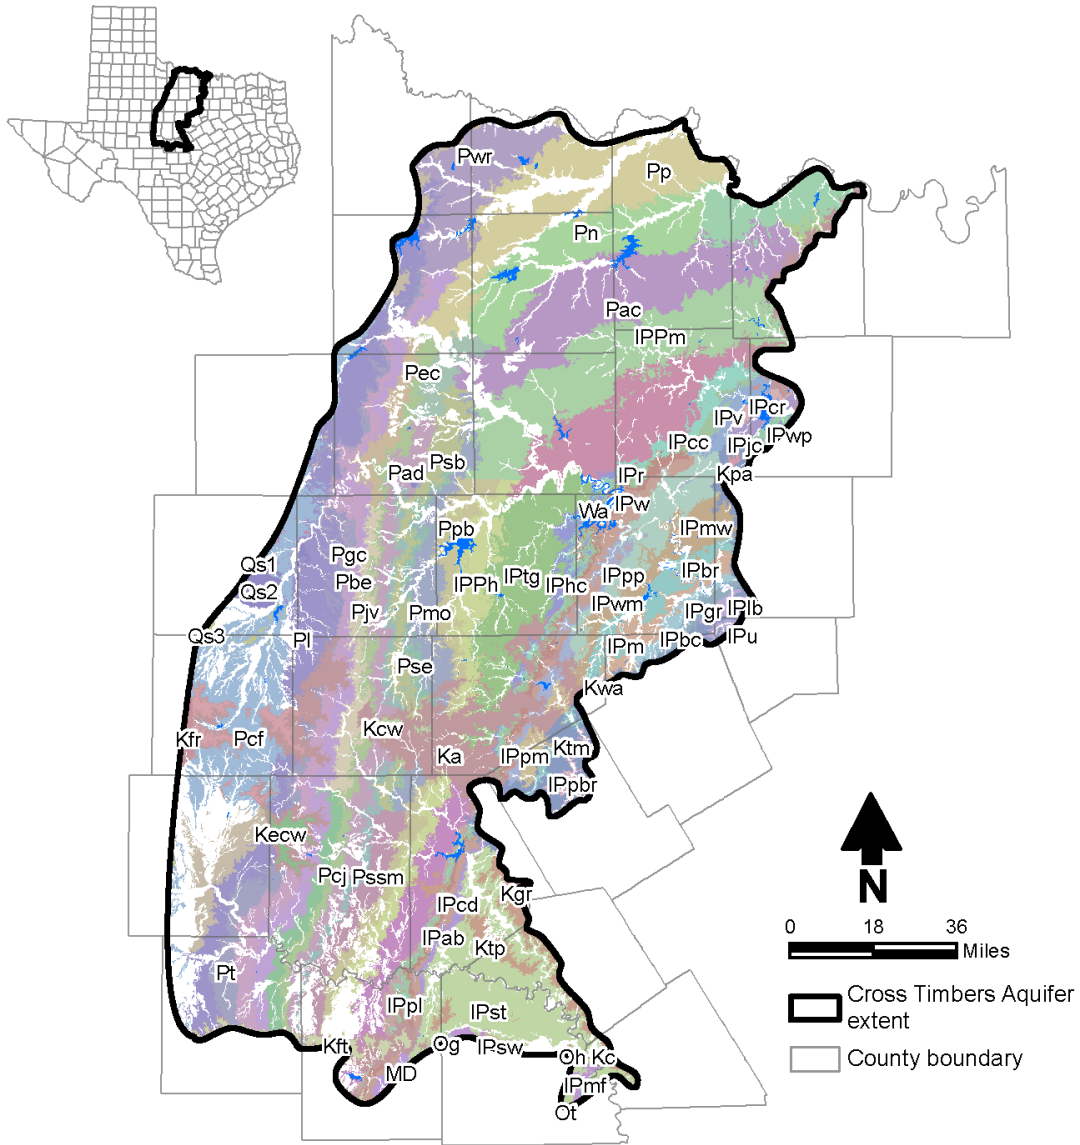 Pwr
Pp
Pn
Pac
IPPm
Pec
IPcr
IPv
IPwp
IPcc
IPjc
Psb
Pad
IPr
Kpa
IPw
Wa
Ppb
IPmw
Pgc
Qs1
Pbe
IPPh
IPtg
IPhc
IPpp
IPbr
Qs2
IPwm
Pjv
Pmo
IPgr
IPlb
Qs3
Pl
IPm
IPbc
IPu
Pse
Kwa
Kfr
Pcf
Kcw
Ka
IPpm
Ktm
IPpbr
Kecw
Pcj
Pssm
Kgr
IPcd
IPab
Ktp
Pt
IPpl
IPst
Kft
Og
IPsw
Oh
Kc
MD
IPmf
Ot
N
0 18 36
Miles
Cross Timbers Aquifer
extent
County boundary